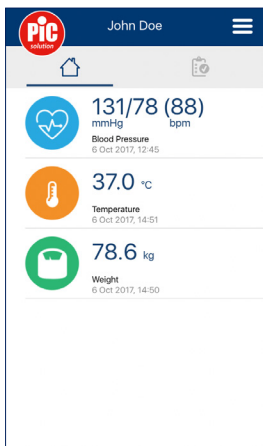 PiC
solution
John Doe
131/78 (88)
mmHg bpm
Blood Pressure
6 Oct 2017, 12:45
37.0 °C
Temperature
6 Oct 2017, 14:51
78.6 kg
Weight
6 Oct 2017, 14:50